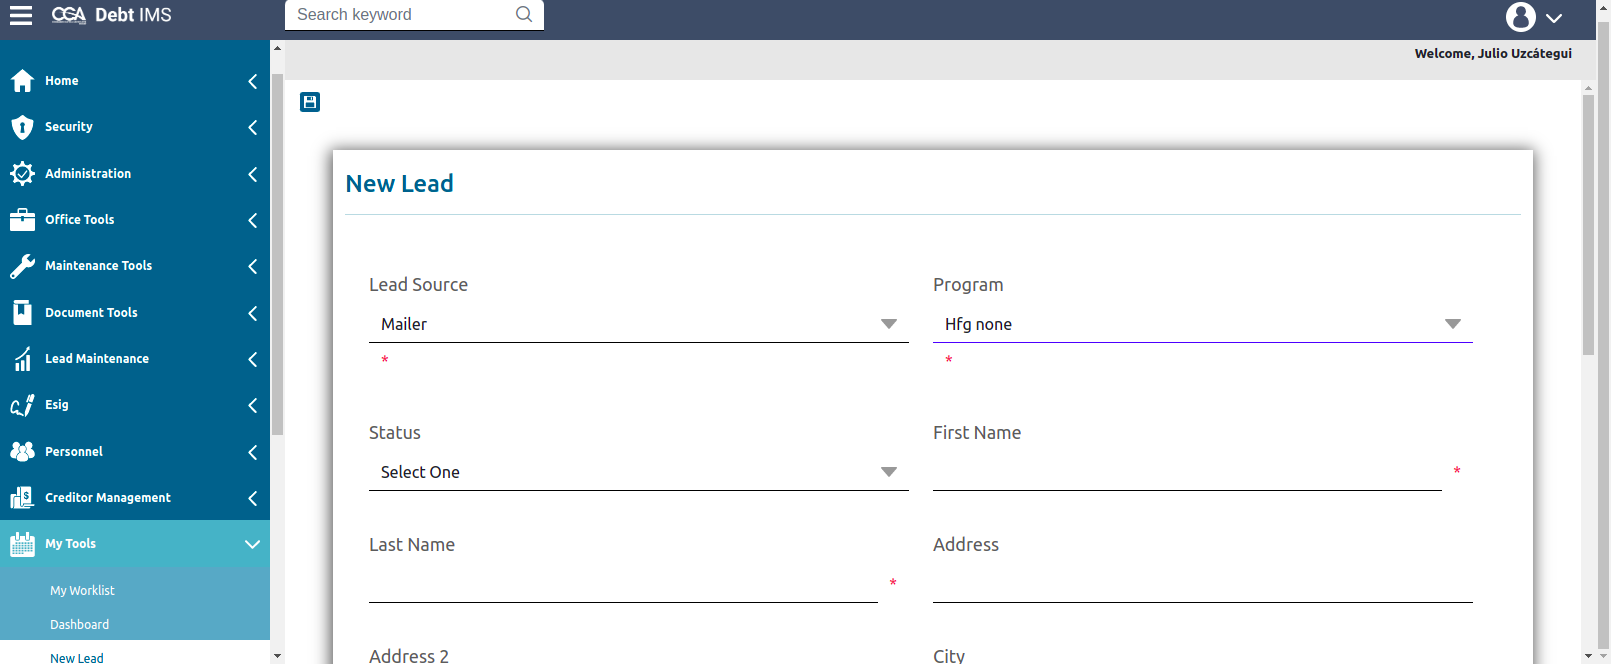 CGA Debt IMS
Search keyword
Welcome, Julio Uzcátegui
Home
Security
Administration
Office Tools
Maintenance Tools
Document Tools
Lead Maintenance
Esig
Personnel
Creditor Management
My Tools
My Worklist
Dashboard
New Lead
New Lead
Lead Source
Mailer
*
Program
Hfg none
*
Status
Select One
First Name
*
Last Name
*
Address
Address 2
City